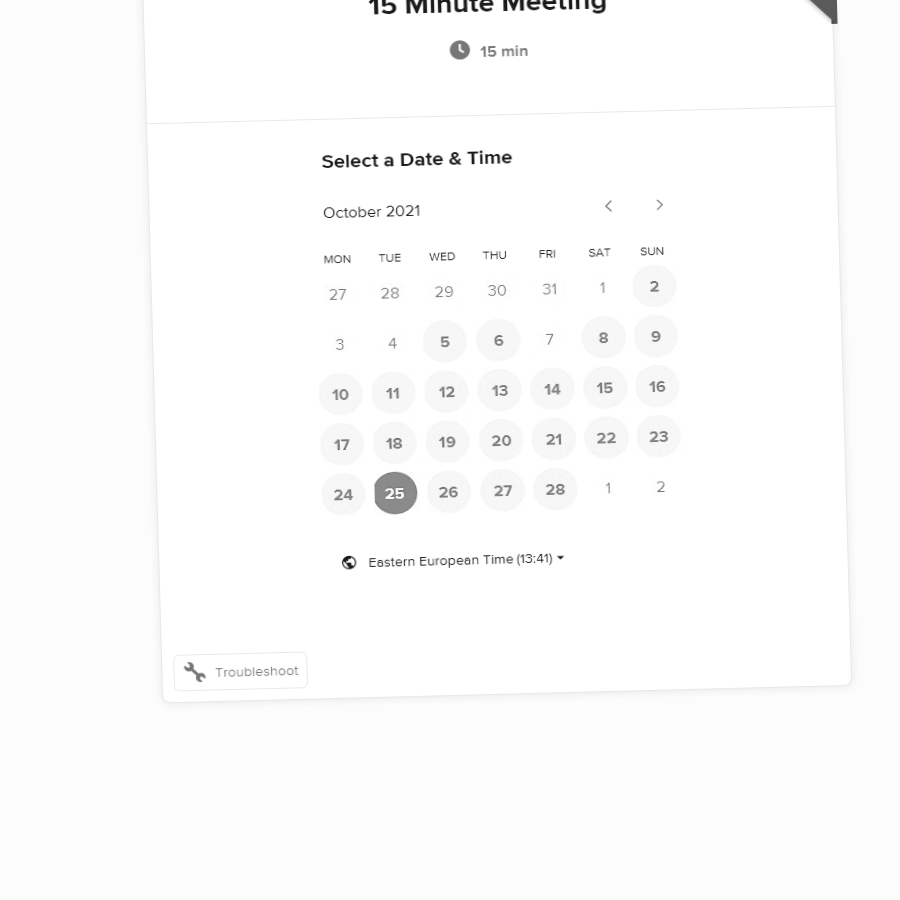 15 Minute Meeting
15 min
Select a Date & Time
October 2021
MON TUE WED THU FRI SAT SUN
27 28 29 30 31 1 2
3 4 5 6 7 8 9
10 11 12 13 14 15 16
17 18 19 20 21 22 23
24 25 26 27 28 1 2
Eastern European Time (13:41)
Troubleshoot